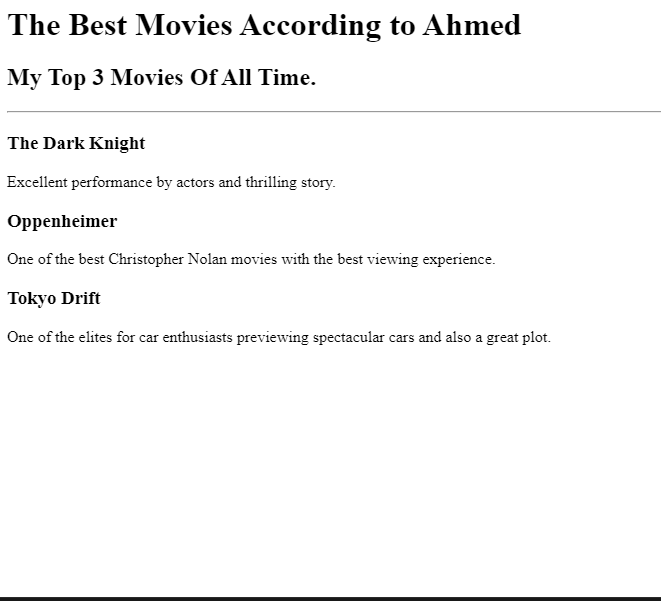 The Best Movies According to Ahmed
My Top 3 Movies Of All Time.
The Dark Knight
Excellent performance by actors and thrilling story.
Oppenheimer
One of the best Christopher Nolan movies with the best viewing experience.
Tokyo Drift
One of the elites for car enthusiasts previewing spectacular cars and also a great plot.